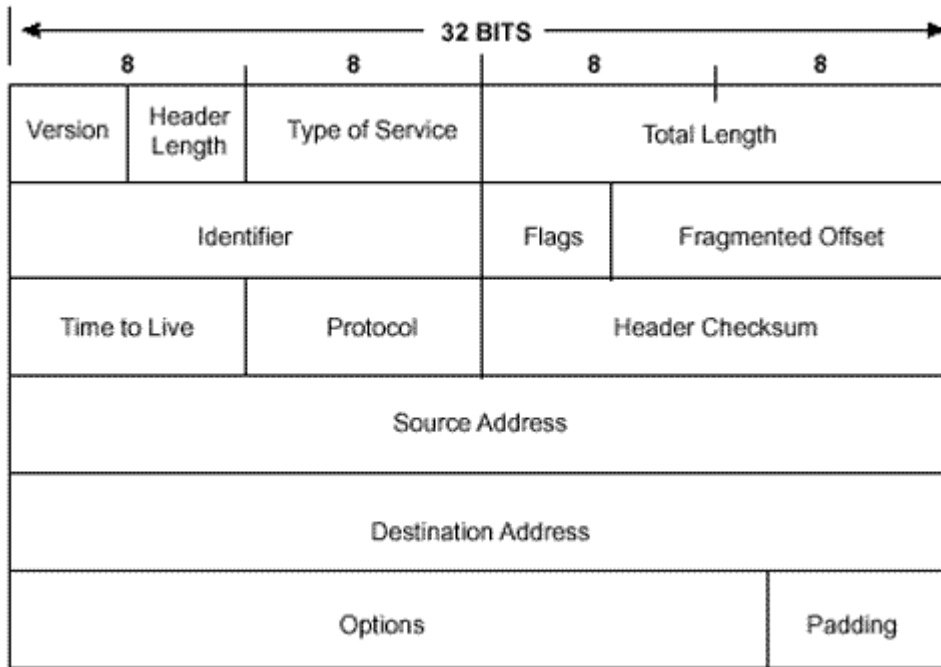 32 BITS
8 8 8 8
Version Header Length Type of Service Total Length
Identifier Flags Fragmented Offset
Time to Live Protocol Header Checksum
Source Address
Destination Address
Options Padding